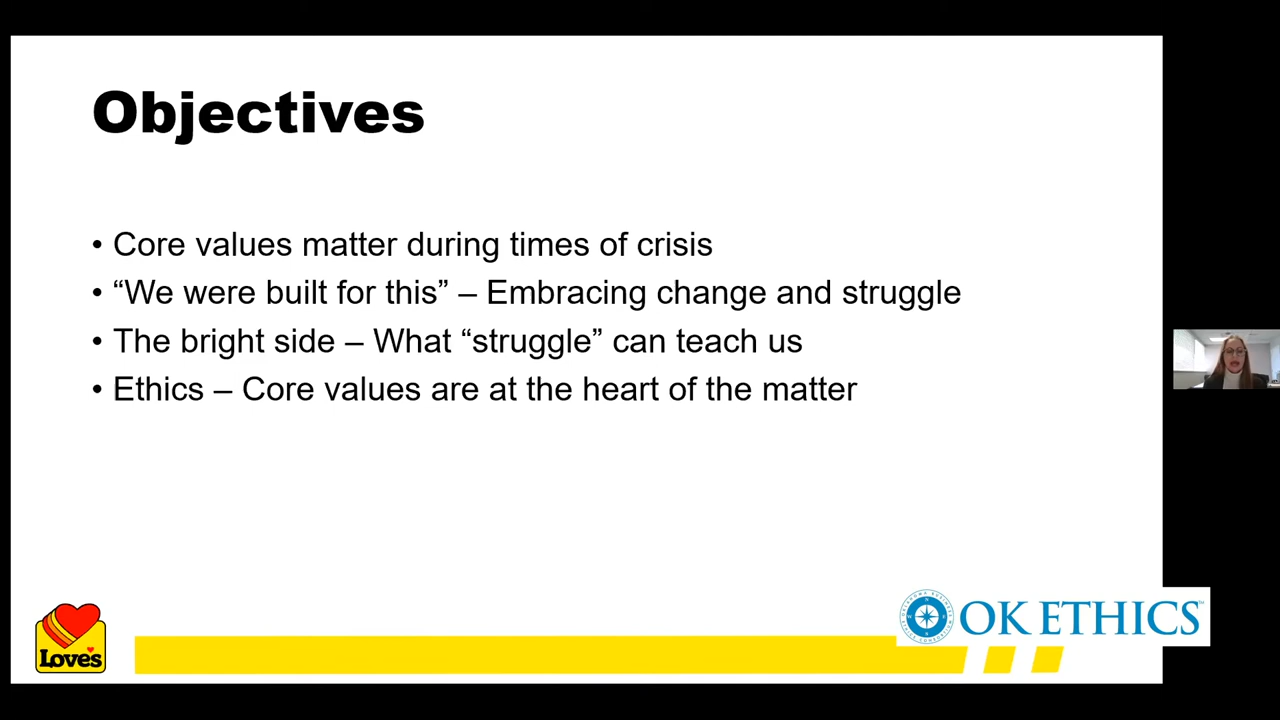 Objectives
• Core values matter during times of crisis
• “We were built for this” – Embracing change and struggle
• The bright side – What “struggle” can teach us
• Ethics – Core values are at the heart of the matter
Love's
OK ETHICS